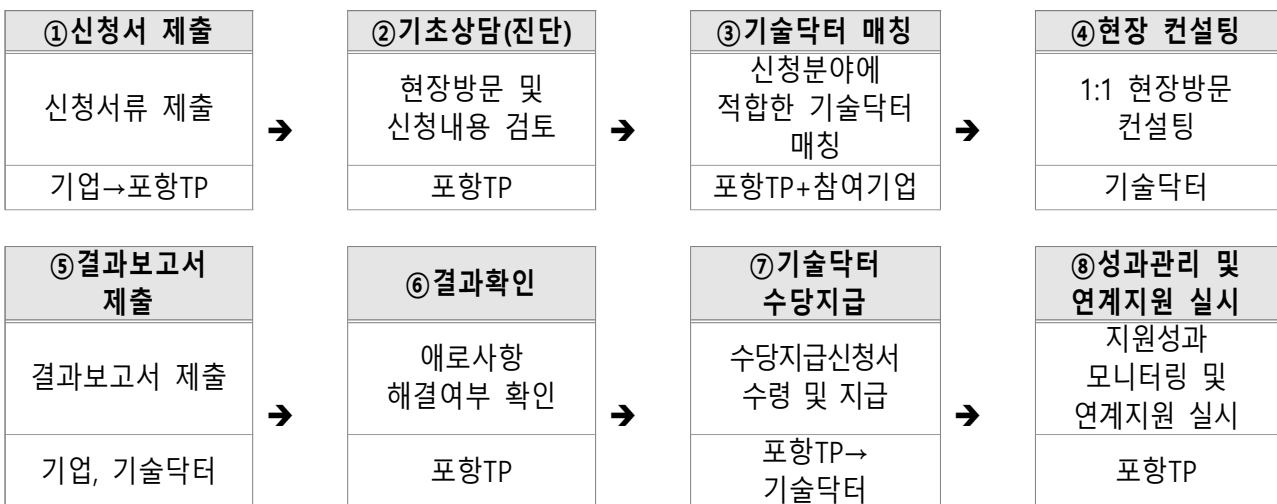 ①신청서 제출
신청서류 제출
기업→포항TP
➔
②기초상담(진단)
현장방문 및
신청내용 검토
포항TP
➔
③기술닥터 매칭
신청분야에
적합한 기술닥터
매칭
포항TP+참여기업
➔
④현장 컨설팅
1:1 현장방문
컨설팅
기술닥터
⑤결과보고서
제출
결과보고서 제출
기업, 기술닥터
➔
⑥결과확인
애로사항
해결여부 확인
포항TP
➔
⑦기술닥터
수당지급
수당지급신청서
수령 및 지급
포항TP→
기술닥터
➔
⑧성과관리 및
연계지원 실시
지원성과
모니터링 및
연계지원 실시
포항TP